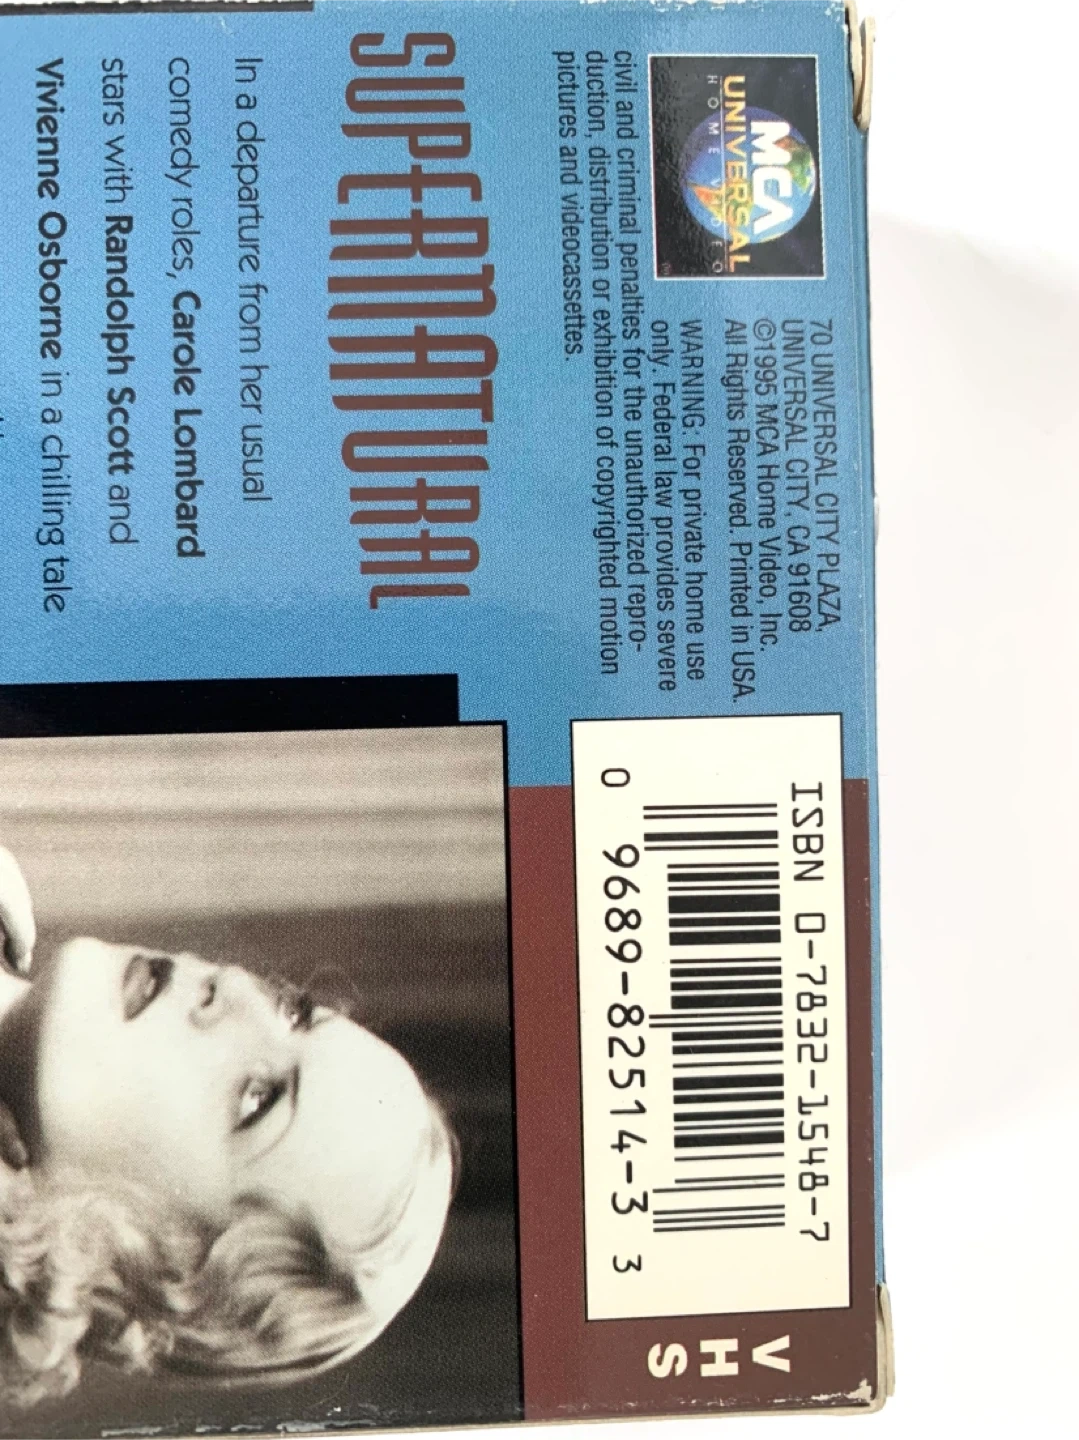 MCA
UNIVERSAL
HOME VIDEO
70 UNIVERSAL CITY PLAZA,
UNIVERSAL CITY, CA 91608
©1995 MCA Home Video, Inc.
All Rights Reserved. Printed in USA.
WARNING: For private home use
only. Federal law provides severe
civil and criminal penalties for the unauthorized repro-
duction, distribution or exhibition of copyrighted motion
pictures and videocassettes.
ISBN 0-7832-1548-7
0 9689-82514-3 3
VHS
SUPERNATURAL
In a departure from her usual
comedy roles, Carole Lombard
stars with Randolph Scott and
Vivienne Osborne in a chilling tale